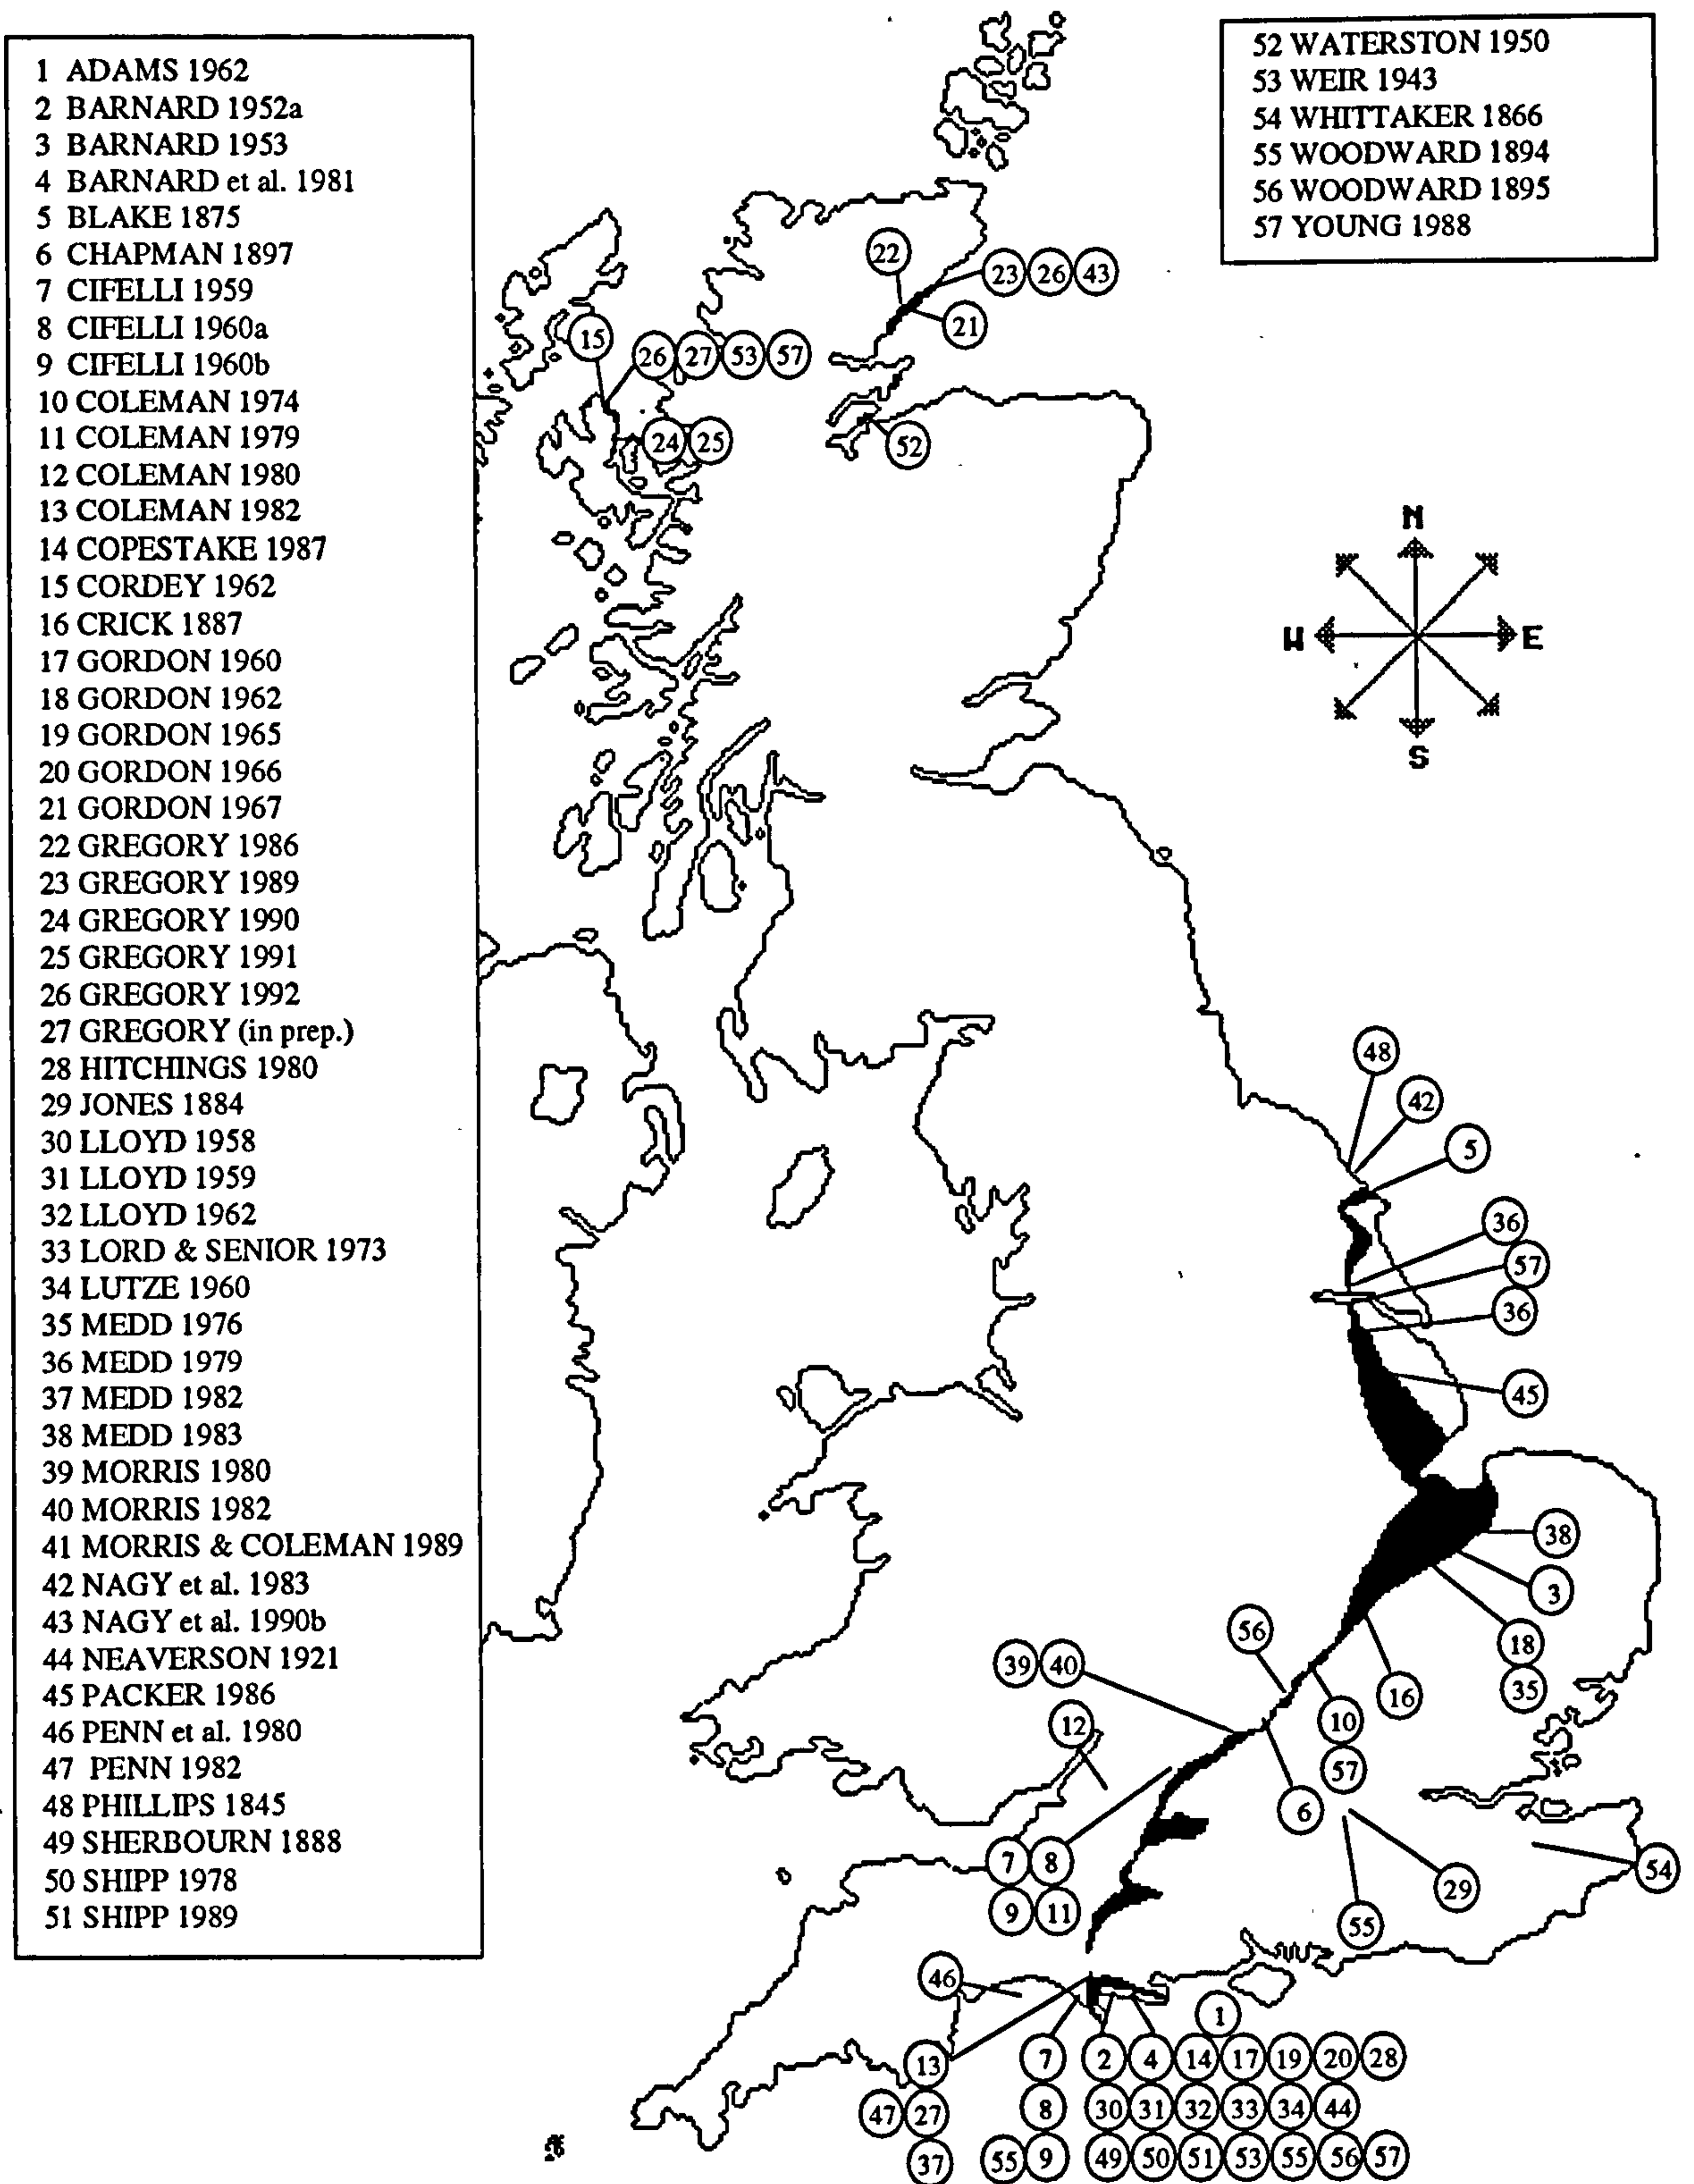 1 ADAMS 1962
2 BARNARD 1952a
3 BARNARD 1953
4 BARNARD et al. 1981
5 BLAKE 1875
6 CHAPMAN 1897
7 CIFELLI 1959
8 CIFELLI 1960a
9 CIFELLI 1960b
10 COLEMAN 1974
11 COLEMAN 1979
12 COLEMAN 1980
13 COLEMAN 1982
14 COPESTAKE 1987
15 CORDEY 1962
16 CRICK 1887
17 GORDON 1960
18 GORDON 1962
19 GORDON 1965
20 GORDON 1966
21 GORDON 1967
22 GREGORY 1986
23 GREGORY 1989
24 GREGORY 1990
25 GREGORY 1991
26 GREGORY 1992
27 GREGORY (in prep.)
28 HITCHINGS 1980
29 JONES 1884
30 LLOYD 1958
31 LLOYD 1959
32 LLOYD 1962
33 LORD & SENIOR 1973
34 LUTZE 1960
35 MEDD 1976
36 MEDD 1979
37 MEDD 1982
38 MEDD 1983
39 MORRIS 1980
40 MORRIS 1982
41 MORRIS & COLEMAN 1989
42 NAGY et al. 1983
43 NAGY et al. 1990b
44 NEAVERSON 1921
45 PACKER 1986
46 PENN et al. 1980
47 PENN 1982
48 PHILLIPS 1845
49 SHERBOURN 1888
50 SHIPP 1978
51 SHIPP 1989
52 WATERSTON 1950
53 WEIR 1943
54 WHITTAKER 1866
55 WOODWARD 1894
56 WOODWARD 1895
57 YOUNG 1988
22
23 26 43
21
15
26 27 53 57
24 25
52
N
W E
S
48
42
5
36
57
36
45
38
3
18
35
56
39 40
16
12
10
57
6
7 8
9 11
54
29
55
46
1
13
7
2 4 14 17 19 20 28
47 27
8
30 31 32 33 34 44
37
55 9
49 50 51 53 55 56 57